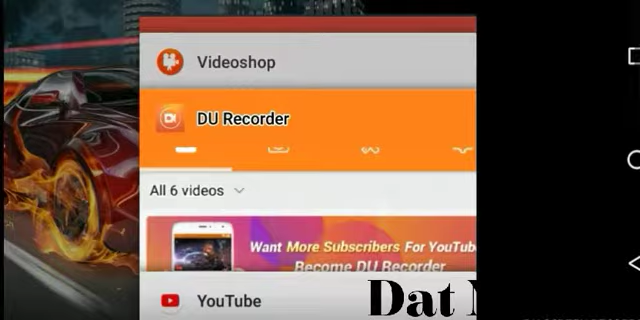 Videoshop
DU Recorder
All 6 videos
Want More Subscribers For YouTube
Become DU Recorder
YouTube
Dat